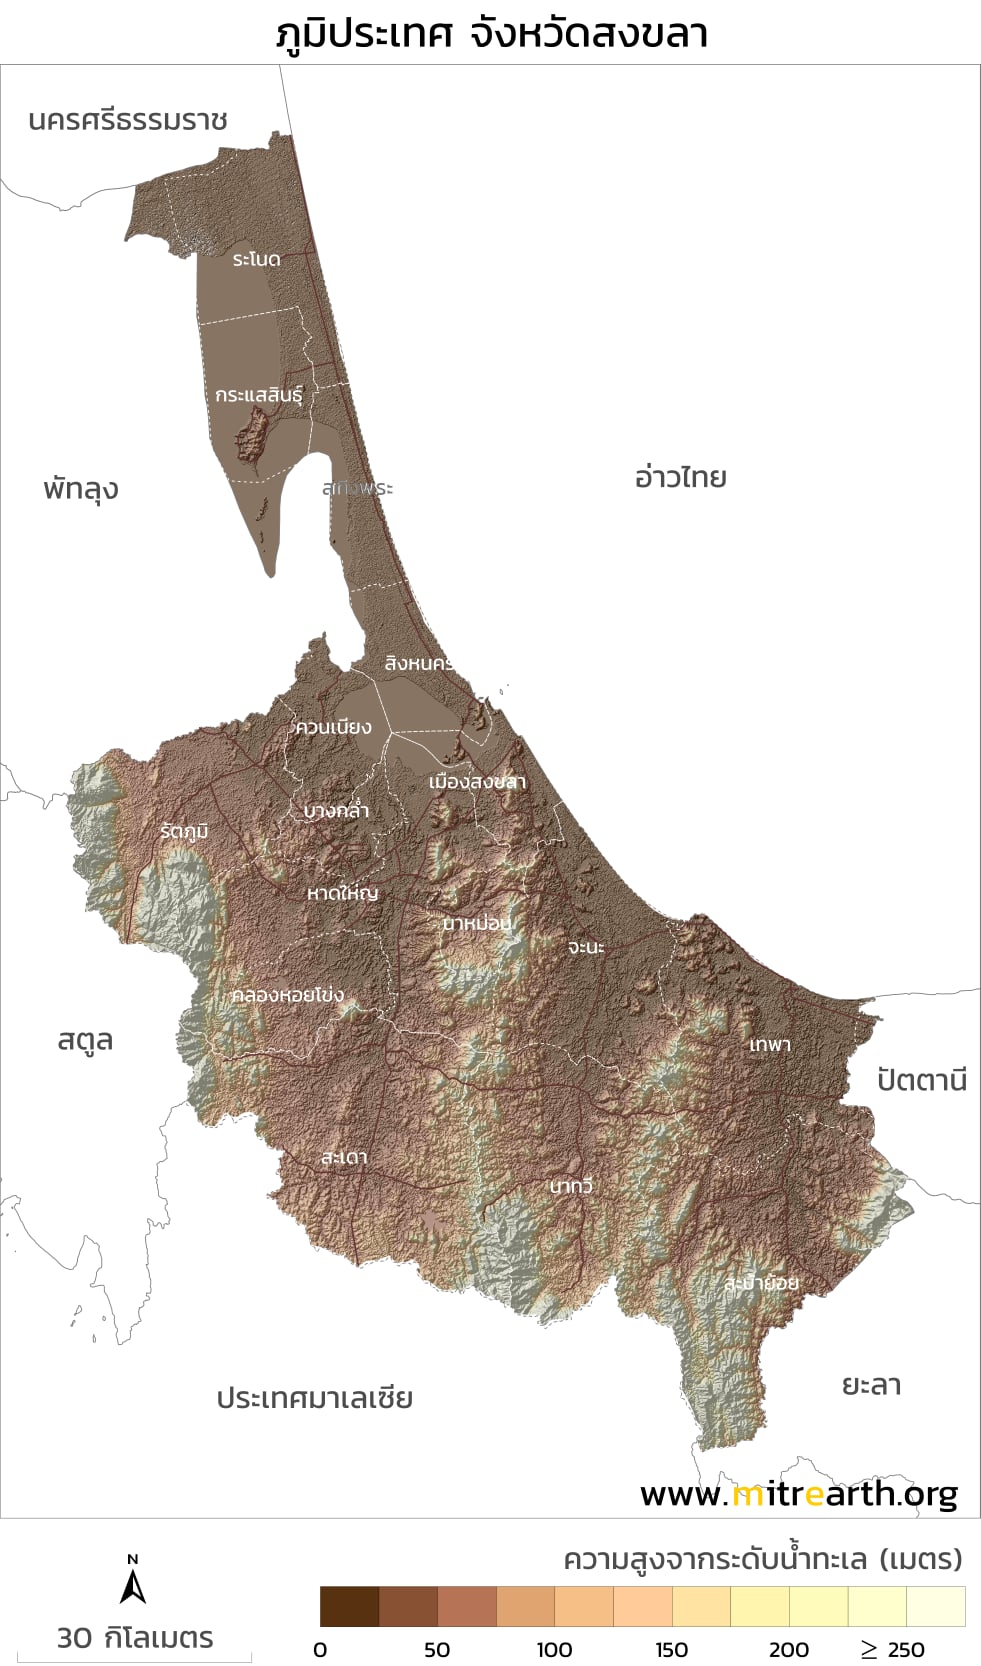 ภูมิประเทศ จังหวัดสงขลา
นครศรีธรรมราช
ระโนด
กระแสสินธุ์
อ่าวไทย
พัทลุง
สทิงพระ
สิงหนคร
ควนเนียง
เมืองสงขลา
บางกล่ำ
รัตภูมิ
หาดใหญ่
นาหม่อม
จะนะ
คลองหอยโข่ง
สตูล
เทพา
ปัตตานี
สะเดา
นาทวี
สะบ้าย้อย
ยะลา
ประเทศมาเลเซีย
www.mitrearth.org
N
ความสูงจากระดับน้ำทะเล (เมตร)
30 กิโลเมตร
0 50 100 150 200 ≥ 250